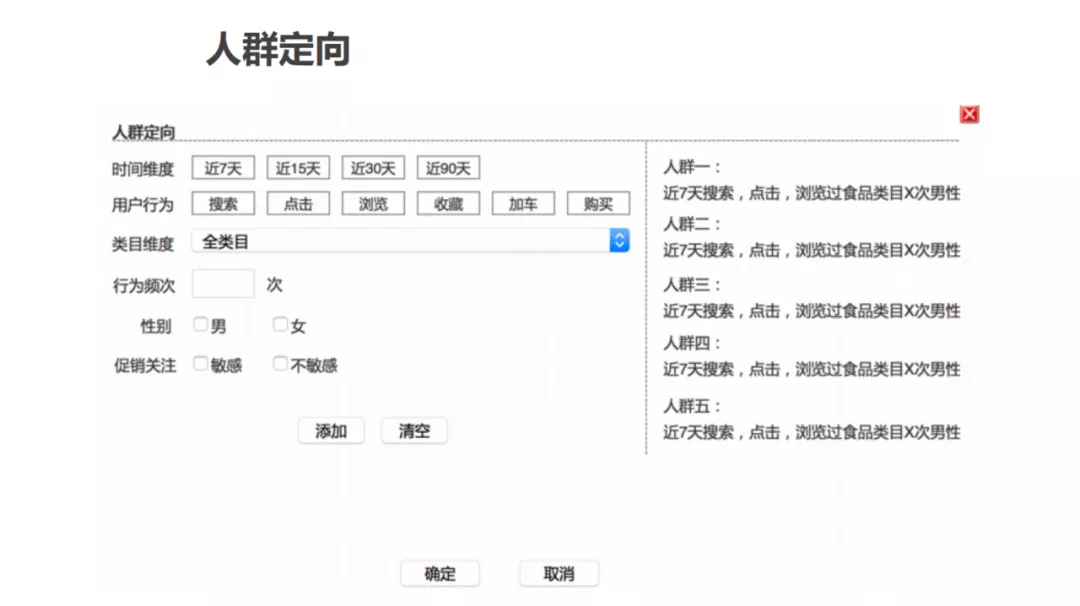 人群定向
人群定向
时间维度 近7天 近15天 近30天 近90天
用户行为 搜索 点击 浏览 收藏 加车 购买
类目维度 全类目
行为频次 次
性别 男 女
促销关注 敏感 不敏感
添加 清空
人群一：
近7天搜索，点击，浏览过食品类目X次男性
人群二：
近7天搜索，点击，浏览过食品类目X次男性
人群三：
近7天搜索，点击，浏览过食品类目X次男性
人群四：
近7天搜索，点击，浏览过食品类目X次男性
人群五：
近7天搜索，点击，浏览过食品类目X次男性
确定 取消